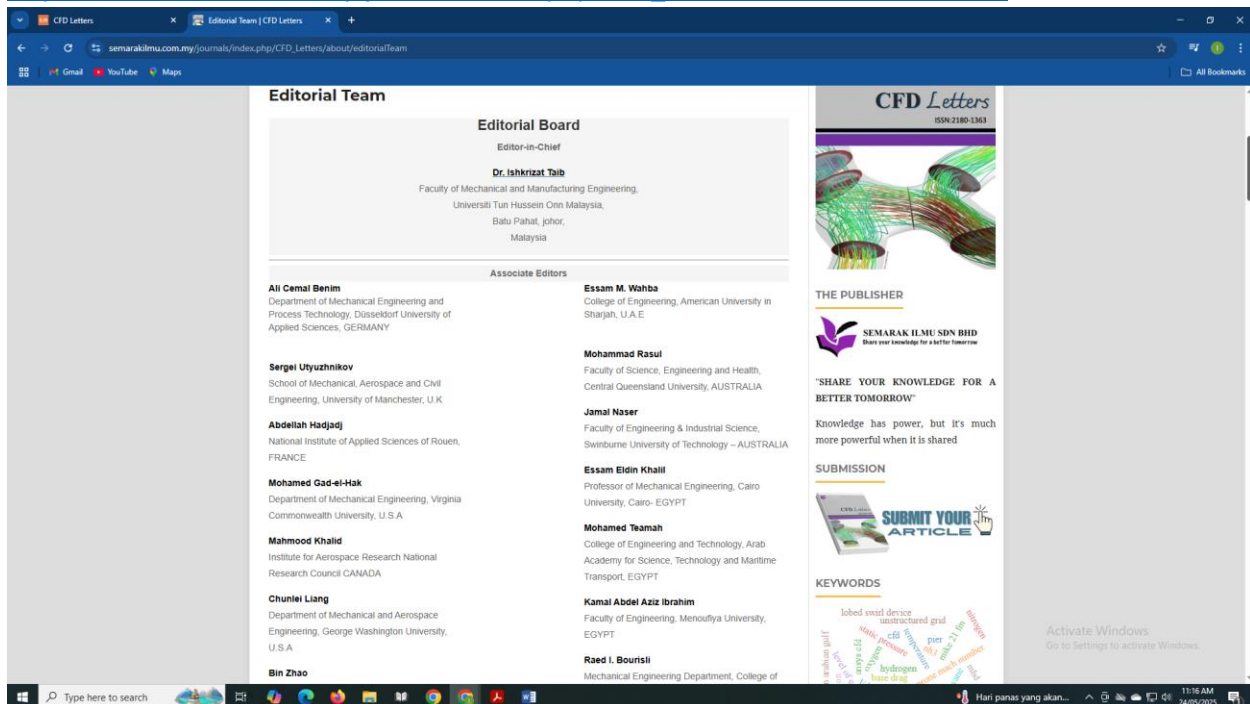 CFD Letters
Editorial Team | CFD Letters
semarakilmu.com.my/journals/index.php/CFD_Letters/about/editorialTeam
Gmail
YouTube
Maps
All Bookmarks
Editorial Team
Editorial Board
Editor-in-Chief
Dr. Ishkrizat Taib
Faculty of Mechanical and Manufacturing Engineering,
Universiti Tun Hussein Onn Malaysia,
Batu Pahat, johor,
Malaysia
Associate Editors
Ali Cemal Benim
Department of Mechanical Engineering and
Process Technology, Düsseldorf University of
Applied Sciences, GERMANY
Sergei Utyuzhnikov
School of Mechanical, Aerospace and Civil
Engineering, University of Manchester, U.K
Abdellah Hadjadj
National Institute of Applied Sciences of Rouen,
FRANCE
Mohamed Gad-el-Hak
Department of Mechanical Engineering, Virginia
Commonwealth University, U.S.A
Mahmood Khalid
Institute for Aerospace Research National
Research Council CANADA
Chunlei Liang
Department of Mechanical and Aerospace
Engineering, George Washington University,
U.S.A
Bin Zhao
Essam M. Wahba
College of Engineering, American University in
Sharjah, U.A.E
Mohammad Rasul
Faculty of Science, Engineering and Health,
Central Queensland University, AUSTRALIA
Jamal Naser
Faculty of Engineering & Industrial Science,
Swinburne University of Technology – AUSTRALIA
Essam Eldin Khalil
Professor of Mechanical Engineering, Cairo
University, Cairo- EGYPT
Mohamed Teamah
College of Engineering and Technology, Arab
Academy for Science, Technology and Maritime
Transport, EGYPT
Kamal Abdel Aziz Ibrahim
Faculty of Engineering, Menoufiya University,
EGYPT
Raed I. Bourisli
Mechanical Engineering Department, College of
CFD Letters
ISSN:2180-1363
THE PUBLISHER
SEMARAK ILMU SDN BHD
Share your knowledge for a better tomorrow
"SHARE YOUR KNOWLEDGE FOR A
BETTER TOMORROW"
Knowledge has power, but it's much
more powerful when it is shared
SUBMISSION
CFD Letters
SUBMIT YOUR
ARTICLE
KEYWORDS
lobed swirl device
unstructured grid
nitrogen
static pressure
cfd
temperature
pier
mike 21 fm
arabian gulf
ansys cfd
oxygen
hydrogen
base drag
Activate Windows
Go to Settings to activate Windows.
Type here to search
Hari panas yang akan...
11:16 AM
24/05/2025